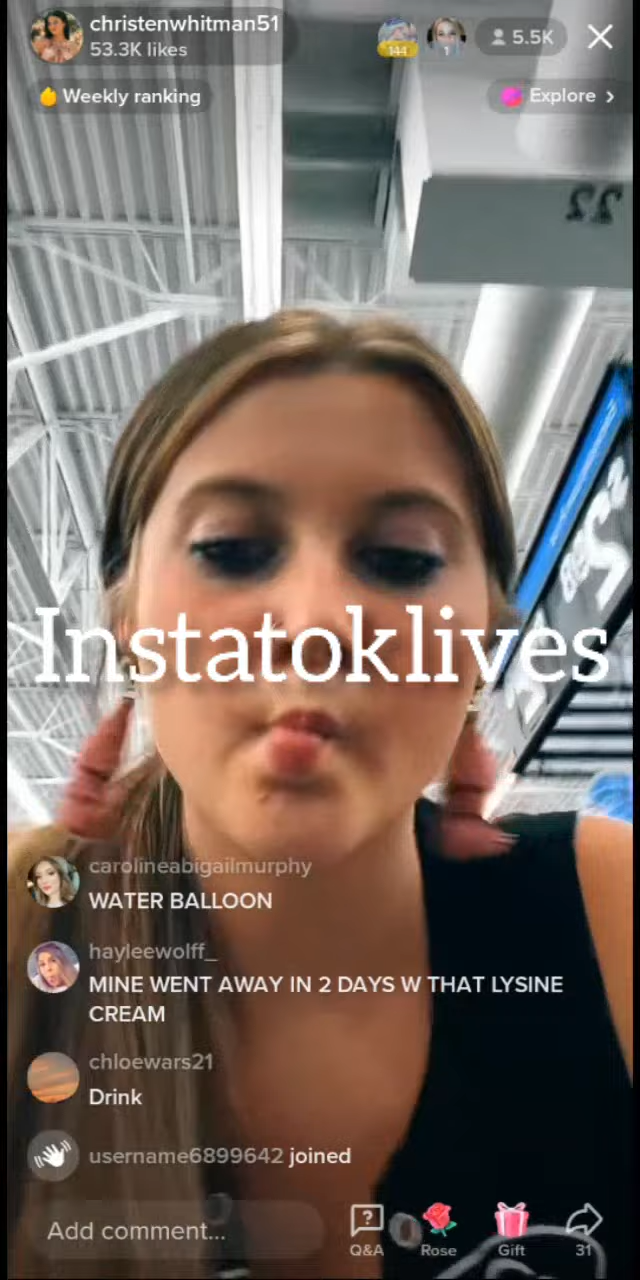 christenwhitman51
53.3K likes
144
1
5.5K
Weekly ranking
Explore
22
Instatoklives
carolineabigailmurphy
WATER BALLOON
hayleewolff_
MINE WENT AWAY IN 2 DAYS W THAT LYSINE
CREAM
chloewars21
Drink
username6899642 joined
Add comment...
Q&A
Rose
Gift
31